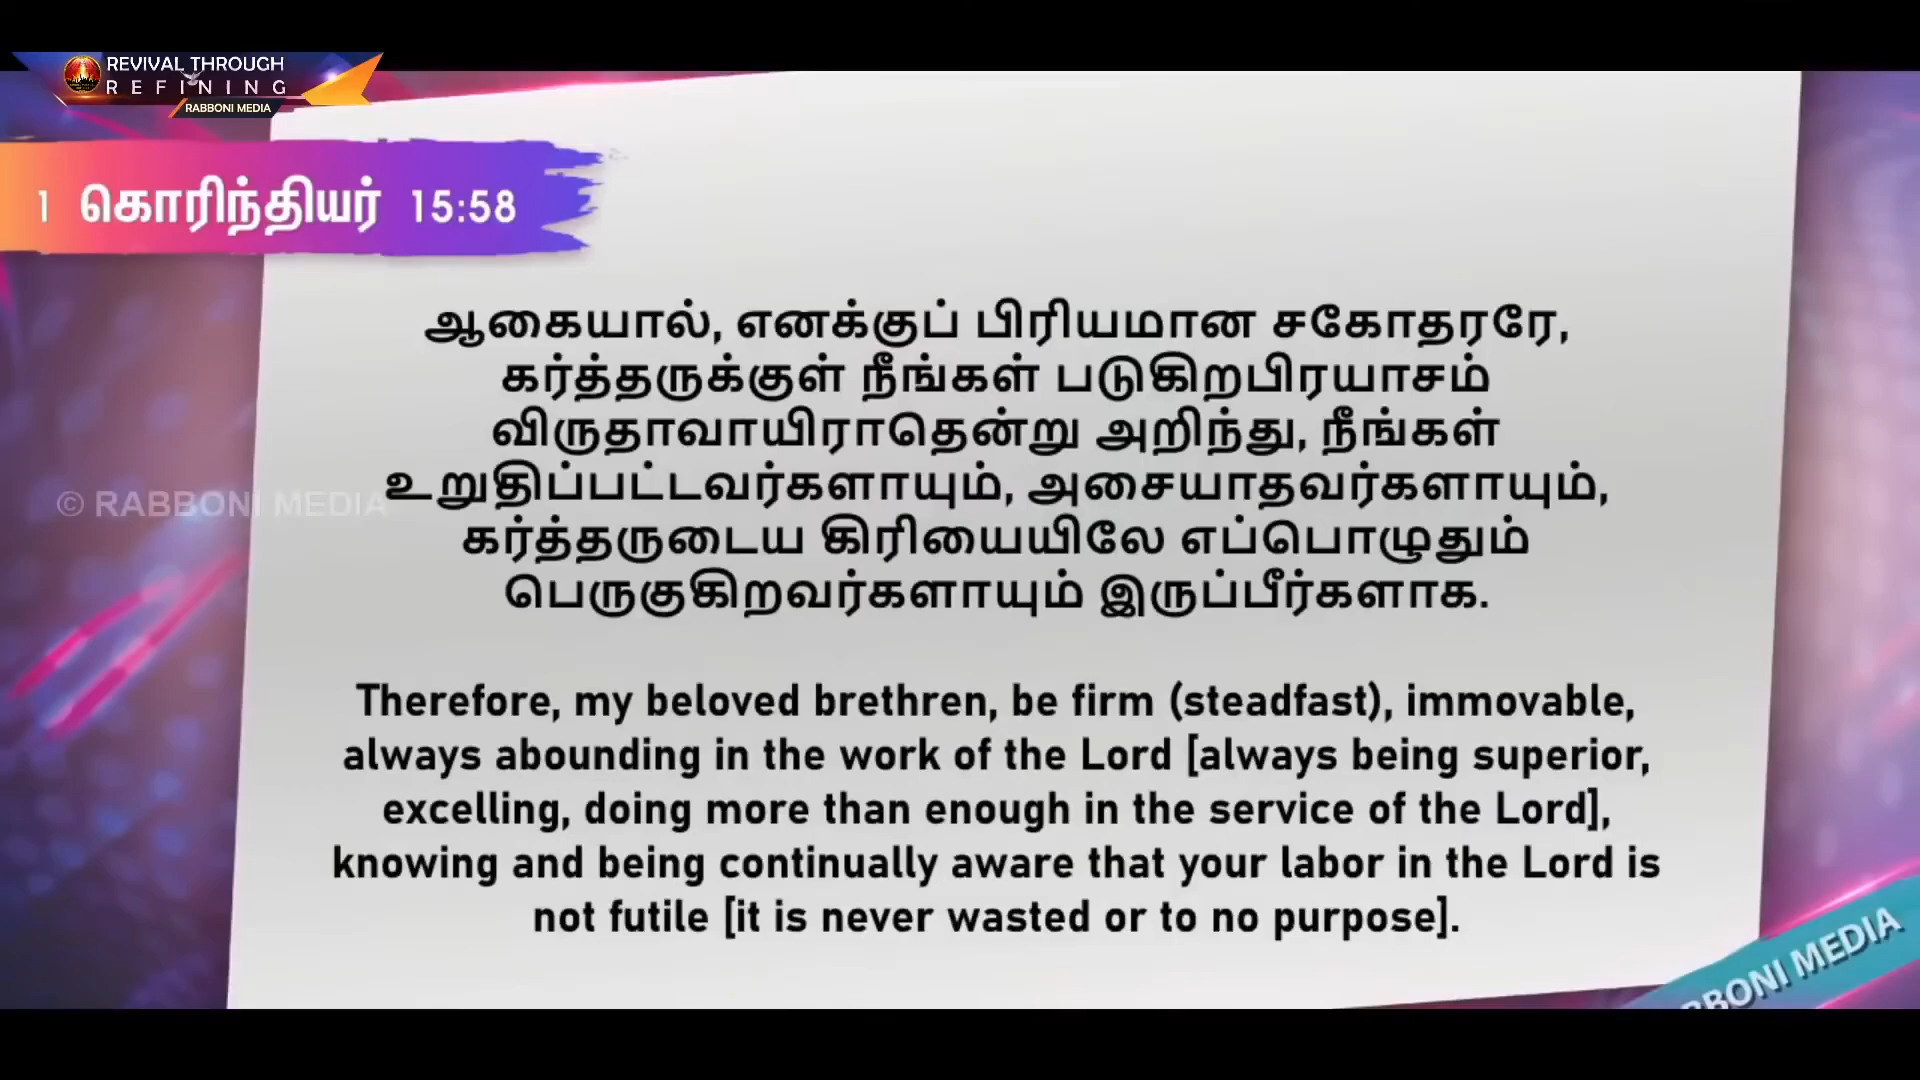 REVIVAL THROUGH
REFINING
RABBONI MEDIA
1 கொரிந்தியர் 15:58
ஆகையால், எனக்குப் பிரியமான சகோதரரே,
கர்த்தருக்குள் நீங்கள் படுகிறபிரயாசம்
விருதாவாயிராதென்று அறிந்து, நீங்கள்
உறுதிப்பட்டவர்களாயும், அசையாதவர்களாயும்,
கர்த்தருடைய கிரியையிலே எப்பொழுதும்
பெருகுகிறவர்களாயும் இருப்பீர்களாக.
© RABBONI MEDIA
Therefore, my beloved brethren, be firm (steadfast), immovable,
always abounding in the work of the Lord [always being superior,
excelling, doing more than enough in the service of the Lord],
knowing and being continually aware that your labor in the Lord is
not futile [it is never wasted or to no purpose].
BBONI MEDIA